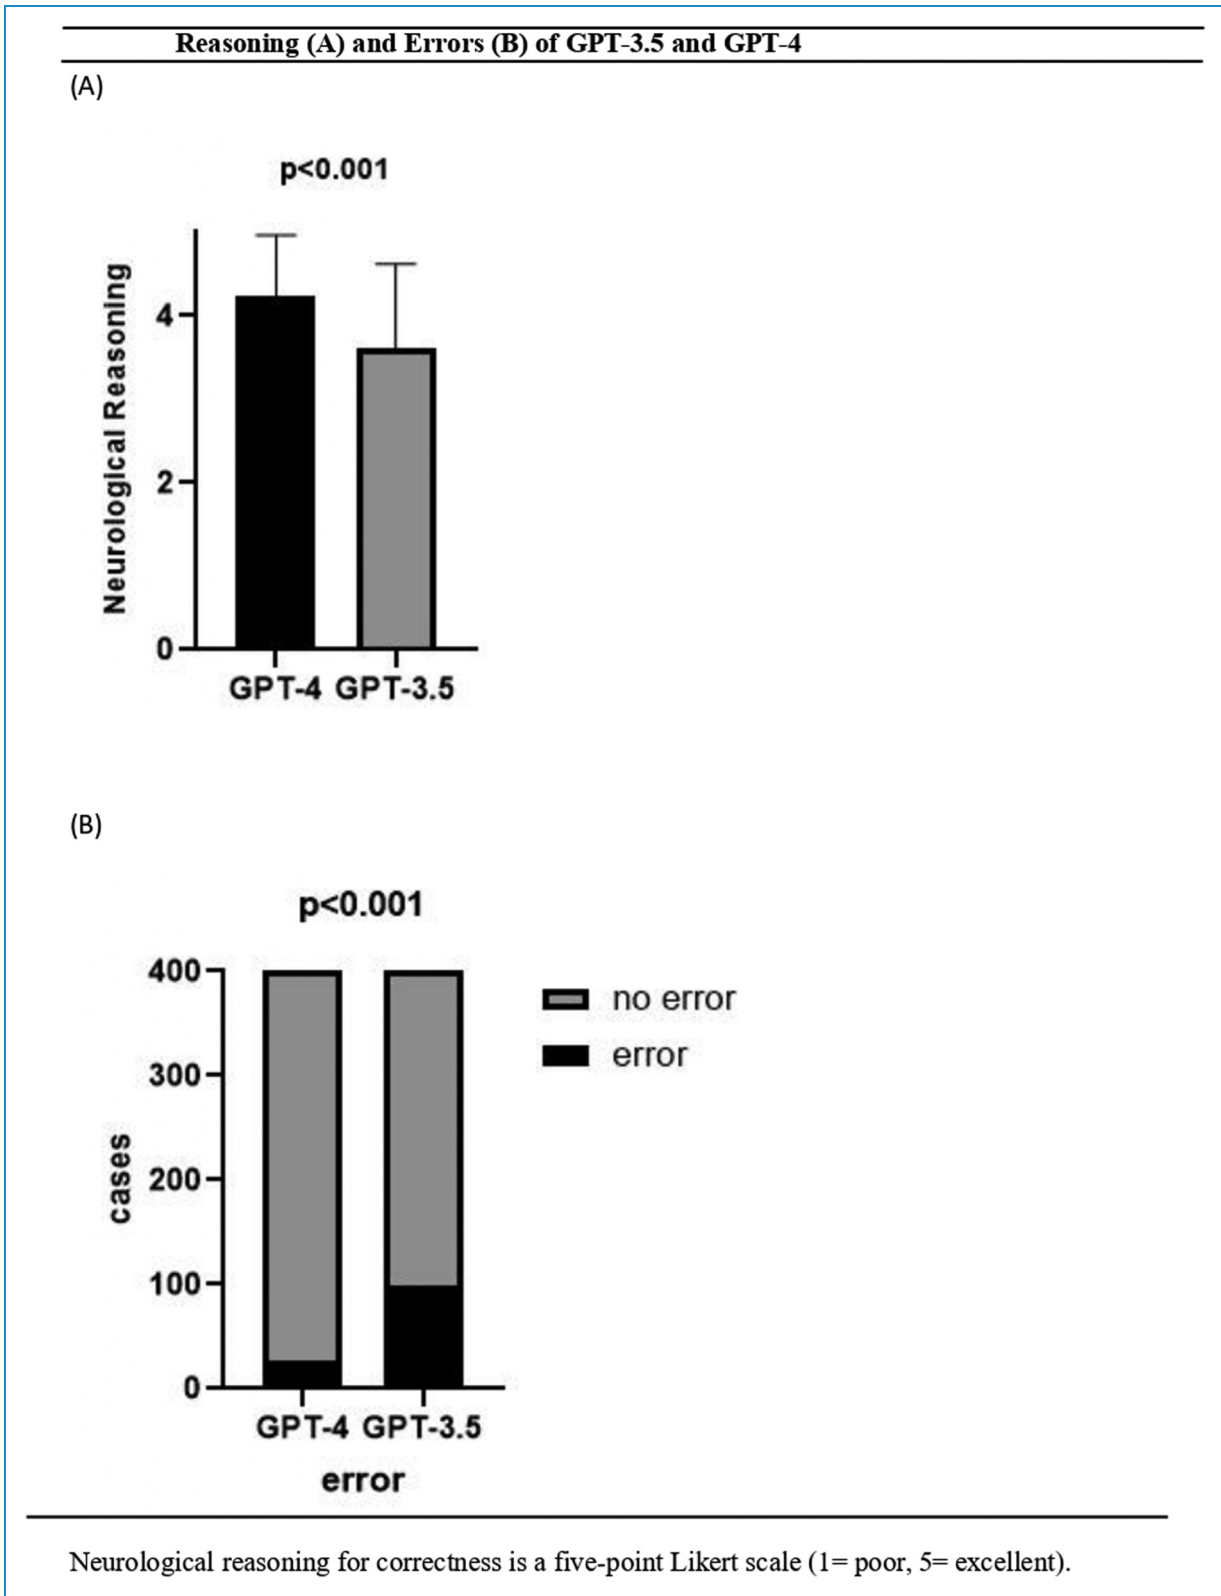 Reasoning (A) and Errors (B) of GPT-3.5 and GPT-4
(A)
p<0.001
Neurological Reasoning
4
2
0
GPT-4 GPT-3.5
(B)
p<0.001
cases
400
300
200
100
0
no error
error
GPT-4 GPT-3.5
error
Neurological reasoning for correctness is a five-point Likert scale (1= poor, 5= excellent).